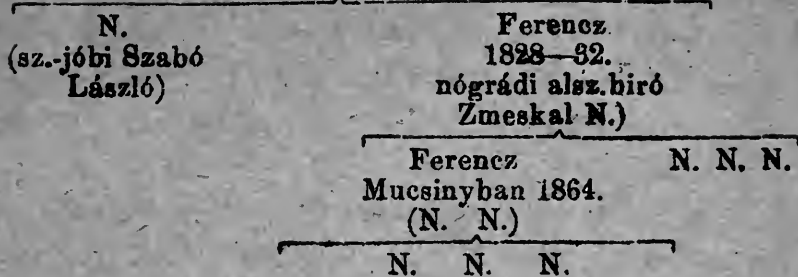 N. Ferencz
(sz.-jóbi Szabó 1828—32.
László) nógrádi alsz.biró
Zmeskal N.)
Ferencz N. N. N.
Mucsinyban 1864.
(N. N.)
N. N. N.